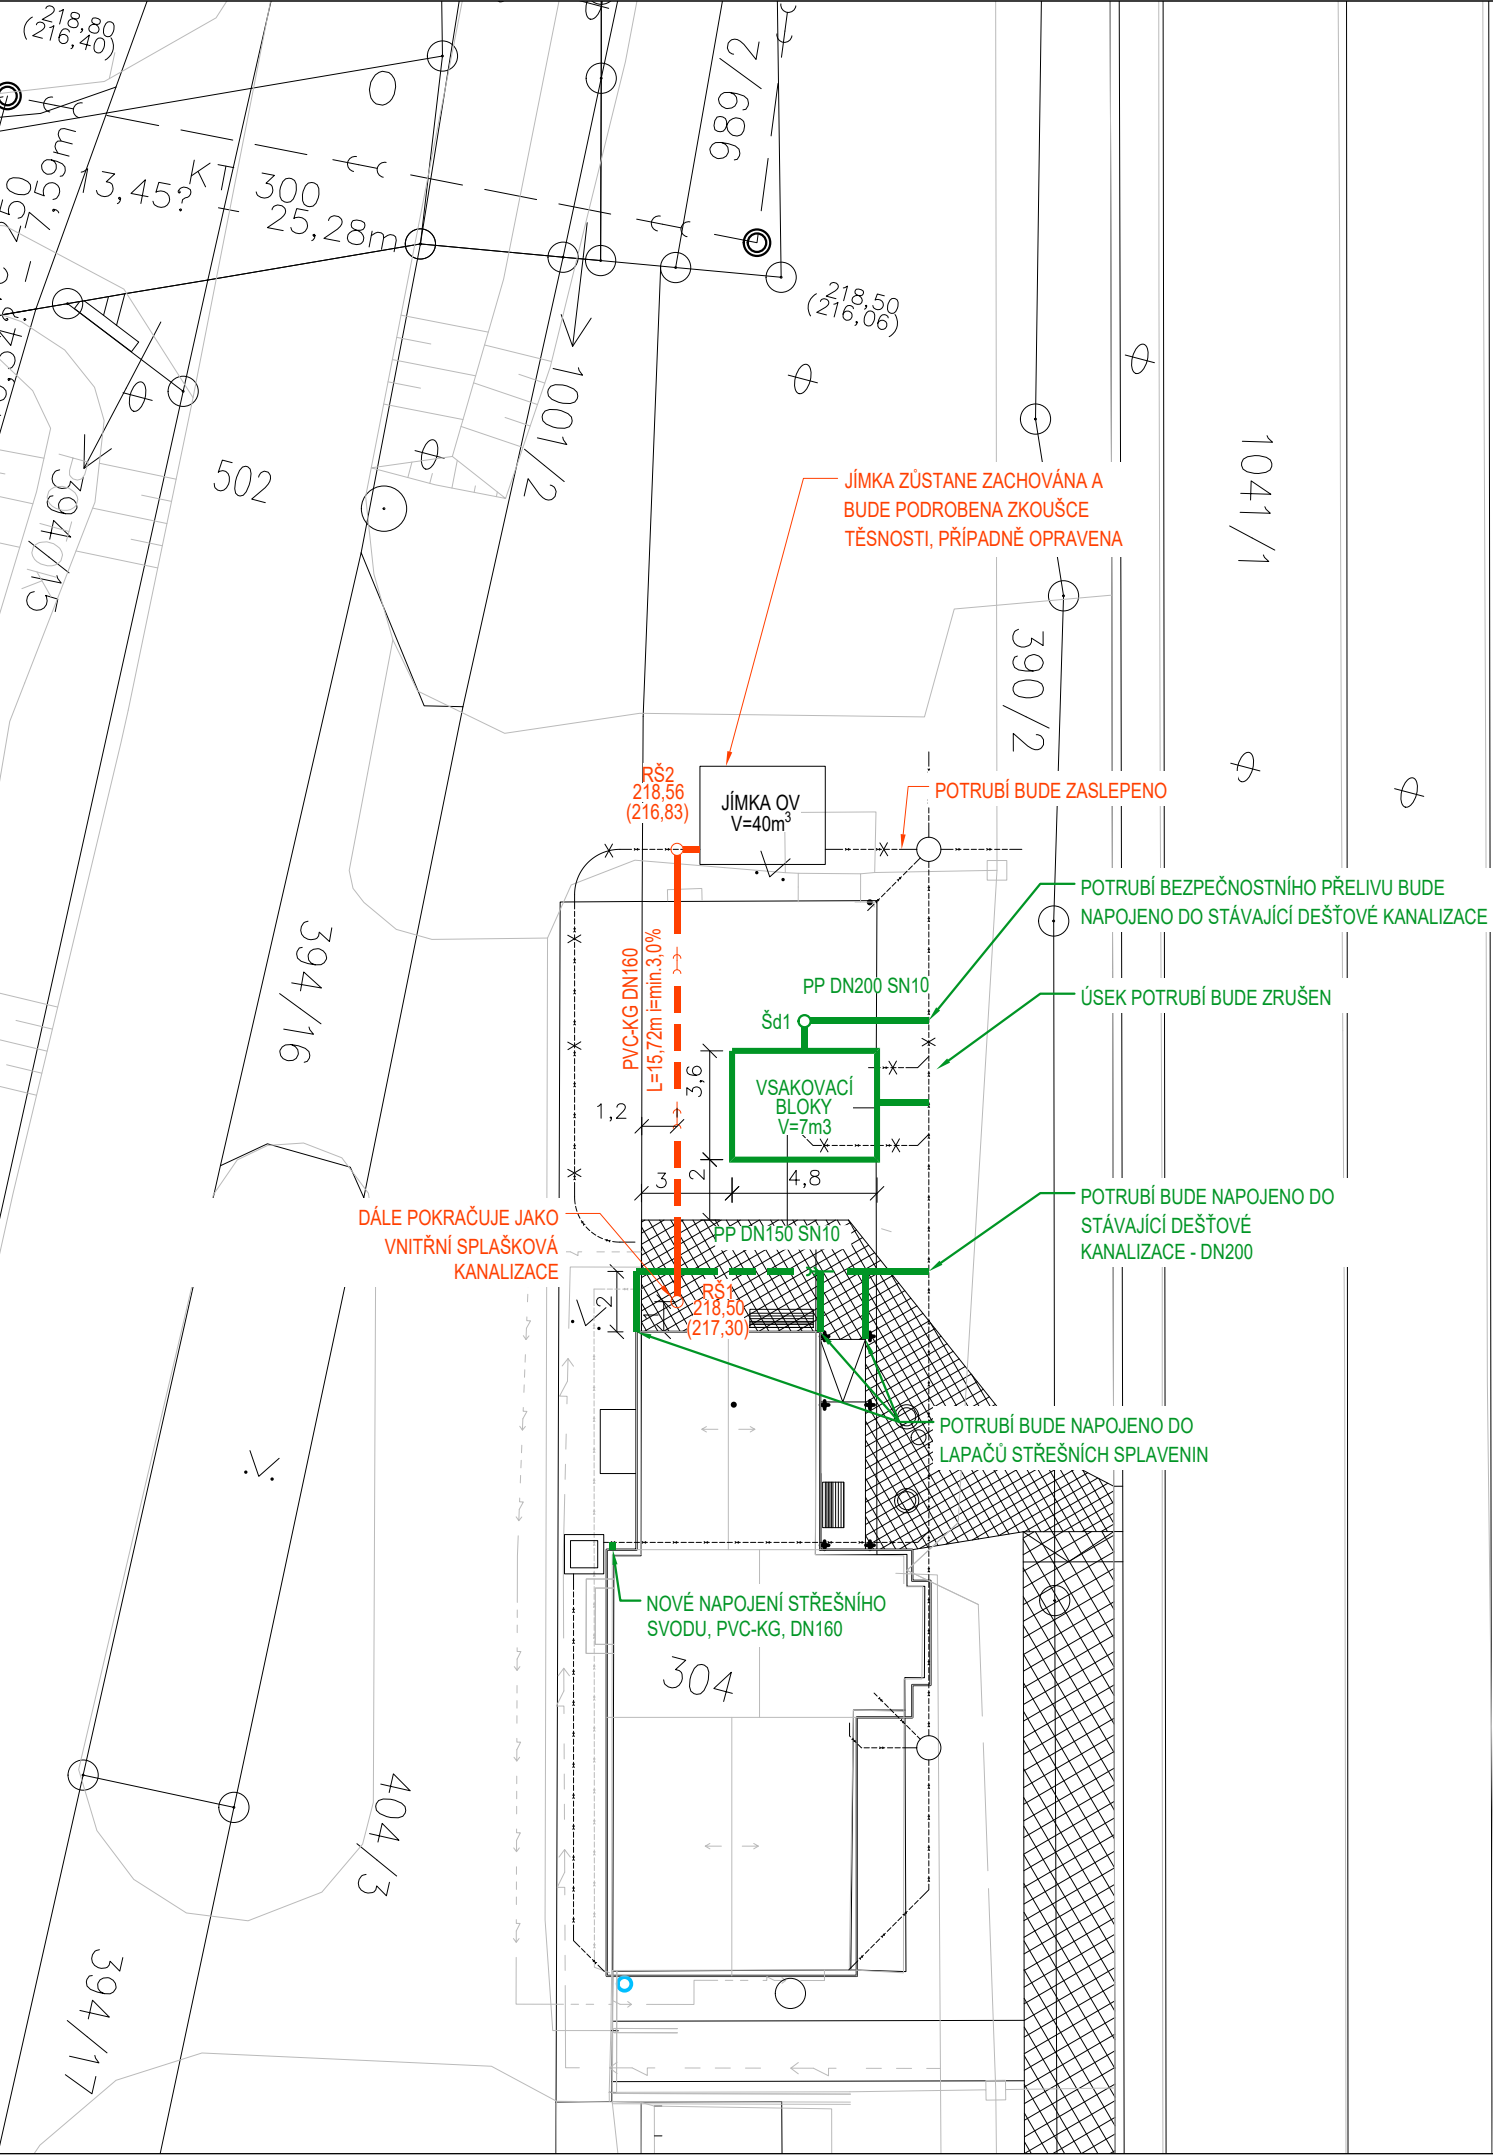 218,80
(216,40)
989/2
7,59m
250
13,45?
KT 300
25,28m
218,50
(216,06)
1001/2
502
394/15
1041/1
390/2
JÍMKA ZŮSTANE ZACHOVÁNA A
BUDE PODROBENA ZKOUŠCE
TĚSNOSTI, PŘÍPADNĚ OPRAVENA
RŠ2
218,56
(216,83)
JÍMKA OV
V=40m³
POTRUBÍ BUDE ZASLEPENO
POTRUBÍ BEZPEČNOSTNÍHO PŘELIVU BUDE
NAPOJENO DO STÁVAJÍCÍ DEŠŤOVÉ KANALIZACE
394/16
PVC-KG DN160
L=15,72m i=min.3,0%
PP DN200 SN10
ÚSEK POTRUBÍ BUDE ZRUŠEN
Šd1
3,6
VSAKOVACÍ
BLOKY
V=7m3
1,2
3
2
4,8
DÁLE POKRAČUJE JAKO
VNITŘNÍ SPLAŠKOVÁ
KANALIZACE
PP DN150 SN10
POTRUBÍ BUDE NAPOJENO DO
STÁVAJÍCÍ DEŠŤOVÉ
KANALIZACE - DN200
2
RŠ1
218,50
(217,30)
POTRUBÍ BUDE NAPOJENO DO
LAPAČŮ STŘEŠNÍCH SPLAVENIN
NOVÉ NAPOJENÍ STŘEŠNÍHO
SVODU, PVC-KG, DN160
304
404/3
394/17